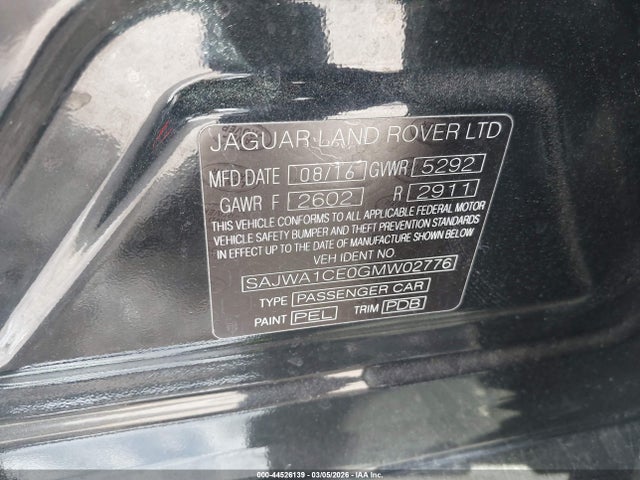 JAGUAR LAND ROVER LTD
MFD.DATE 08/16 GVWR 5292
GAWR F 2602 R 2911
THIS VEHICLE CONFORMS TO ALL APPLICABLE FEDERAL MOTOR
VEHICLE SAFETY BUMPER AND THEFT PREVENTION STANDARDS
IN EFFECT UP TO THE DATE OF MANUFACTURE SHOWN BELOW.
VEH IDENT NO
SAJWA1CE0GMW02776
TYPE PASSENGER CAR
PAINT PEL TRIM PDB
000-44526139 - 03/05/2026 - IAAI.COM